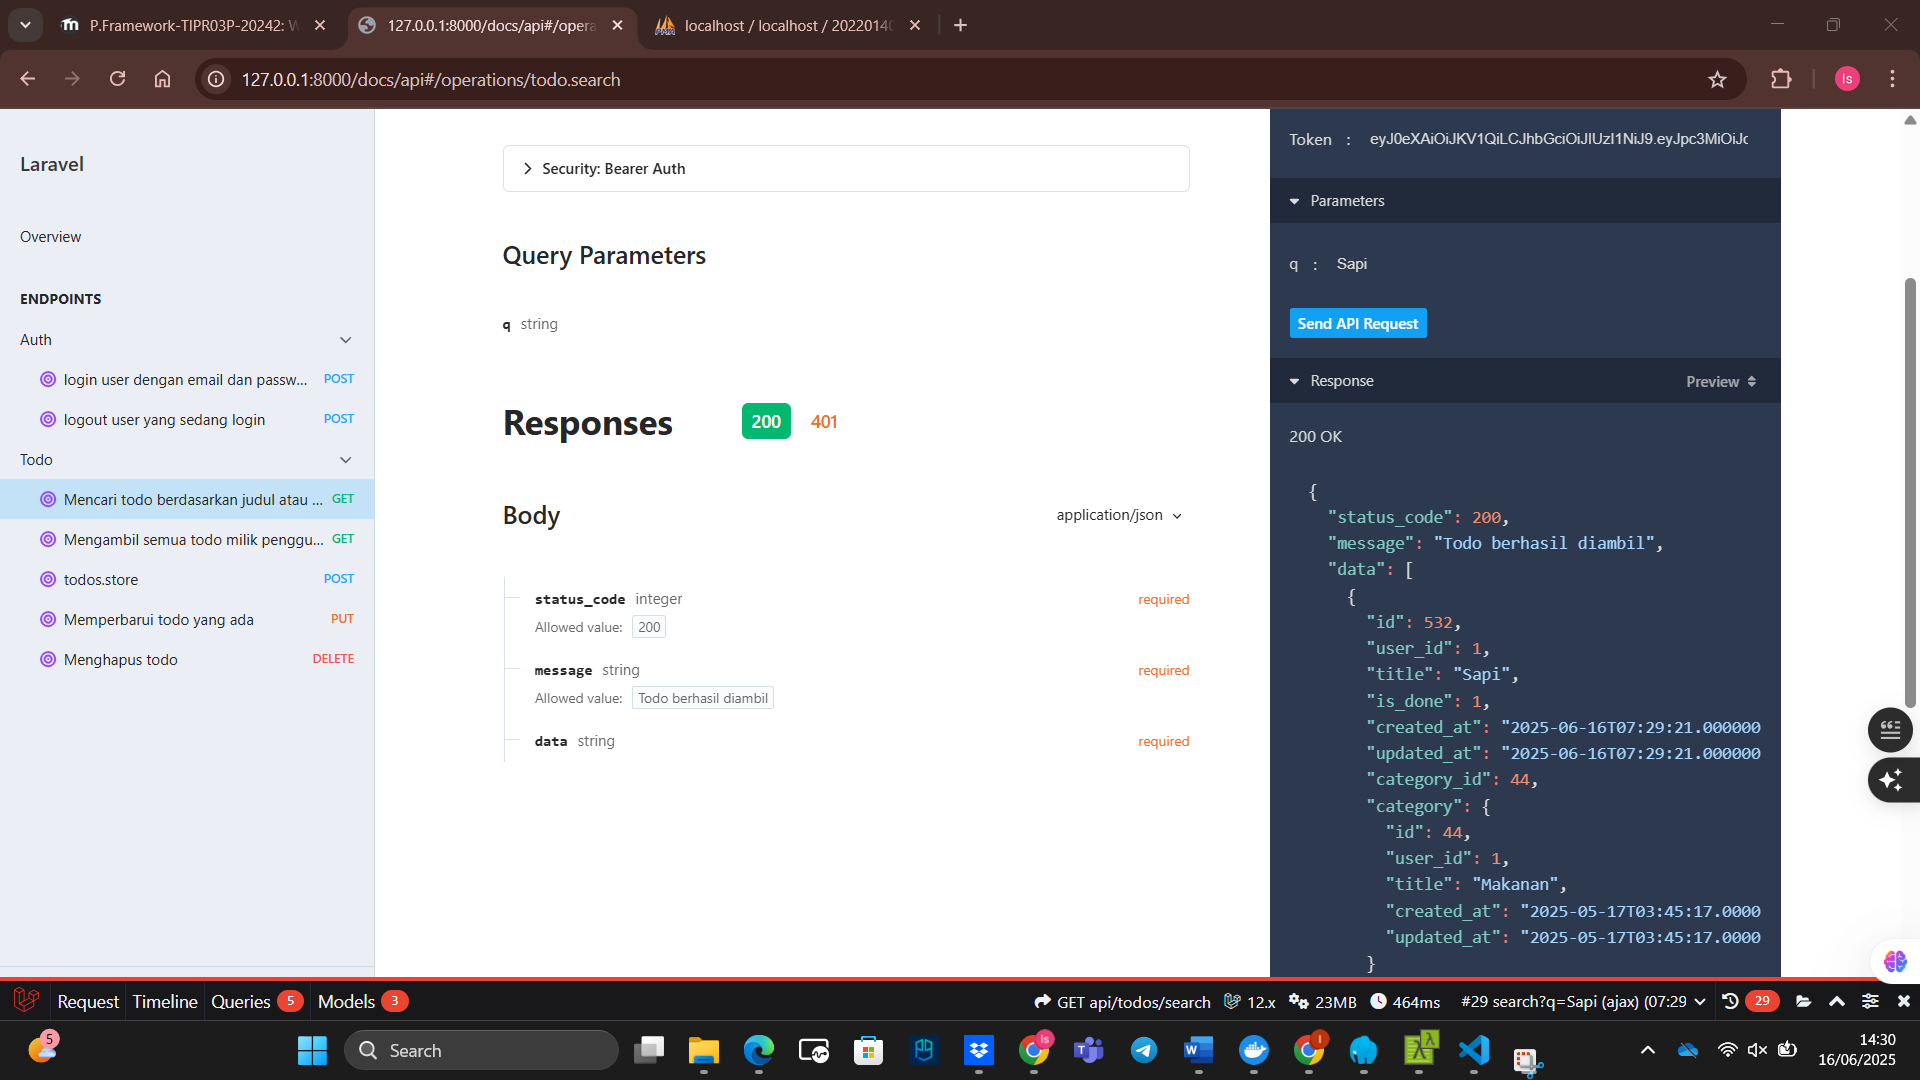 P.Framework-TIPR03P-20242: W
127.0.0.1:8000/docs/api#/opera
localhost / localhost / 20220140
127.0.0.1:8000/docs/api#/operations/todo.search
ls
Laravel
Overview
ENDPOINTS
Auth
login user dengan email dan passw... POST
logout user yang sedang login POST
Todo
Mencari todo berdasarkan judul atau ... GET
Mengambil semua todo milik penggu... GET
todos.store POST
Memperbarui todo yang ada PUT
Menghapus todo DELETE
Security: Bearer Auth
Query Parameters
q string
Responses 200 401
Body application/json
status_code integer required
Allowed value: 200
message string required
Allowed value: Todo berhasil diambil
data string required
Token : eyJ0eXAiOiJKV1QiLCJhbGciOiJIUzI1NiJ9.eyJpc3MiOiJc
Parameters
q : Sapi
Send API Request
Response Preview
200 OK
{
"status_code": 200,
"message": "Todo berhasil diambil",
"data": [
{
"id": 532,
"user_id": 1,
"title": "Sapi",
"is_done": 1,
"created_at": "2025-06-16T07:29:21.000000
"updated_at": "2025-06-16T07:29:21.000000
"category_id": 44,
"category": {
"id": 44,
"user_id": 1,
"title": "Makanan",
"created_at": "2025-05-17T03:45:17.0000
"updated_at": "2025-05-17T03:45:17.0000
}
Request Timeline Queries 5 Models 3 GET api/todos/search 12.x 23MB 464ms #29 search?q=Sapi (ajax) (07:29 29
5
Search
14:30
16/06/2025